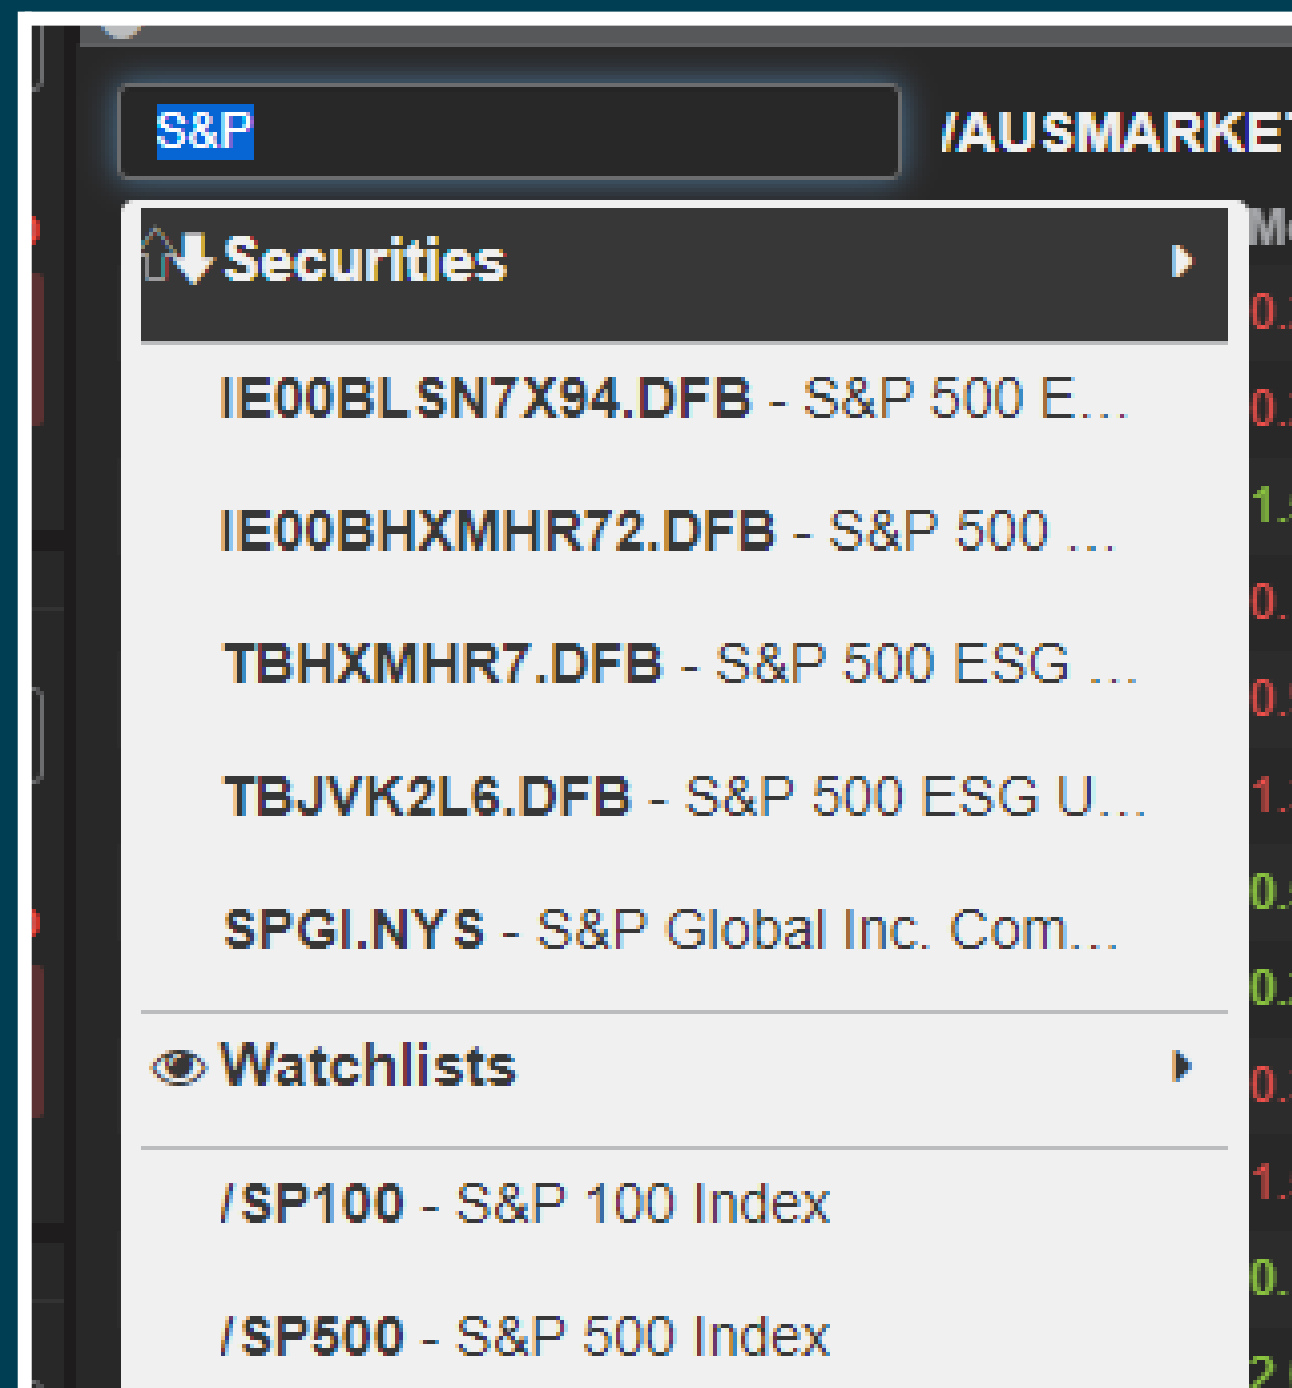 S&P
/AUSMARKET
Securities
IE00BLSN7X94.DFB - S&P 500 E...
IE00BHXMHR72.DFB - S&P 500 ...
TBHXMHR7.DFB - S&P 500 ESG ...
TBJVK2L6.DFB - S&P 500 ESG U...
SPGI.NYS - S&P Global Inc. Com...
Watchlists
/SP100 - S&P 100 Index
/SP500 - S&P 500 Index